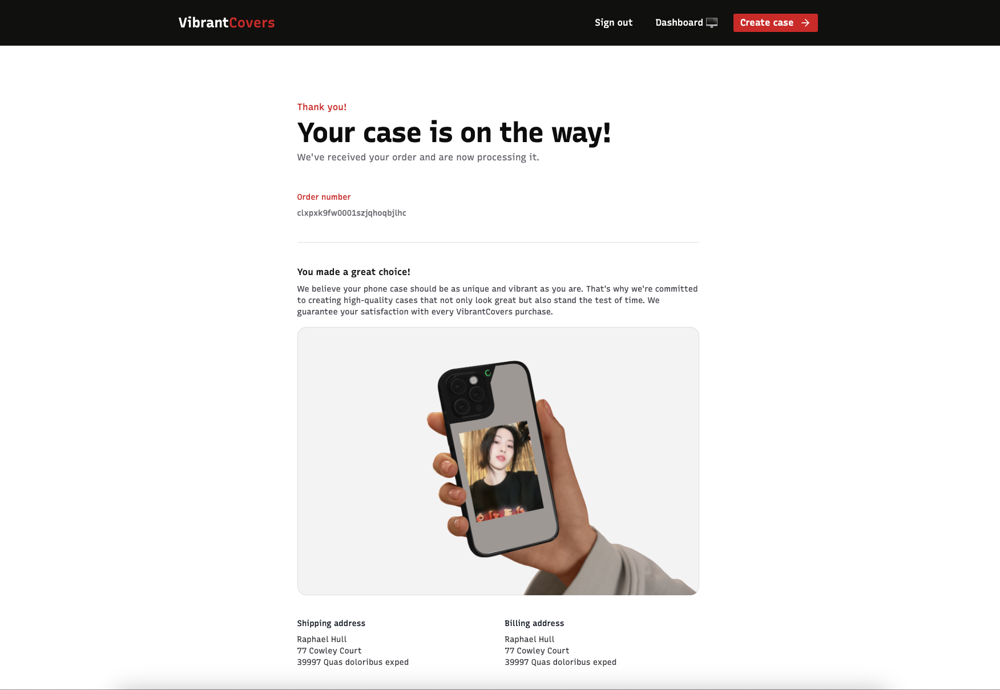 VibrantCovers
Sign out
Dashboard
Create case →
Thank you!
Your case is on the way!
We've received your order and are now processing it.
Order number
clxpxk9fw0001szjqhoqbjlhc
You made a great choice!
We believe your phone case should be as unique and vibrant as you are. That's why we're committed
to creating high-quality cases that not only look great but also stand the test of time. We
guarantee your satisfaction with every VibrantCovers purchase.
Shipping address
Raphael Hull
77 Cowley Court
39997 Quas doloribus exped
Billing address
Raphael Hull
77 Cowley Court
39997 Quas doloribus exped